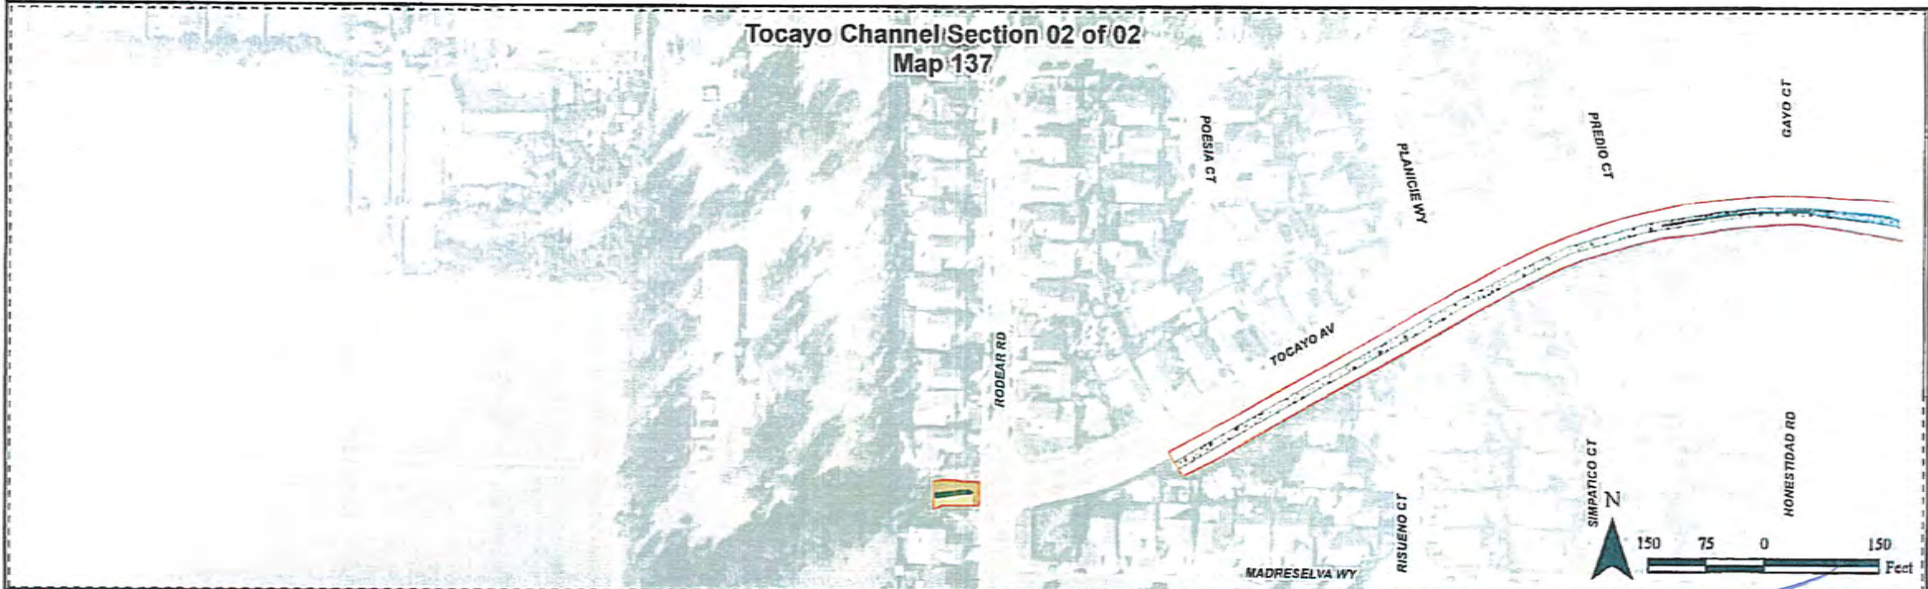 Tocayo Channel Section 02 of 02
Map 137
POESIA CT
PLANICIE WY
PREDIO CT
GAYO CT
RODEAR RD
TOCAYO AV
RISUENO CT
SIMPATICO CT
HONESTIDAD RD
MADRESELVA WY
N
150 75 0 150
Feet